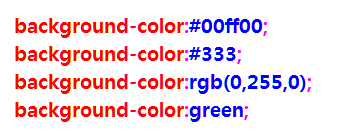 background-color:#00ff00;
background-color:#333;
background-color:rgb(0,255,0);
background-color:green;